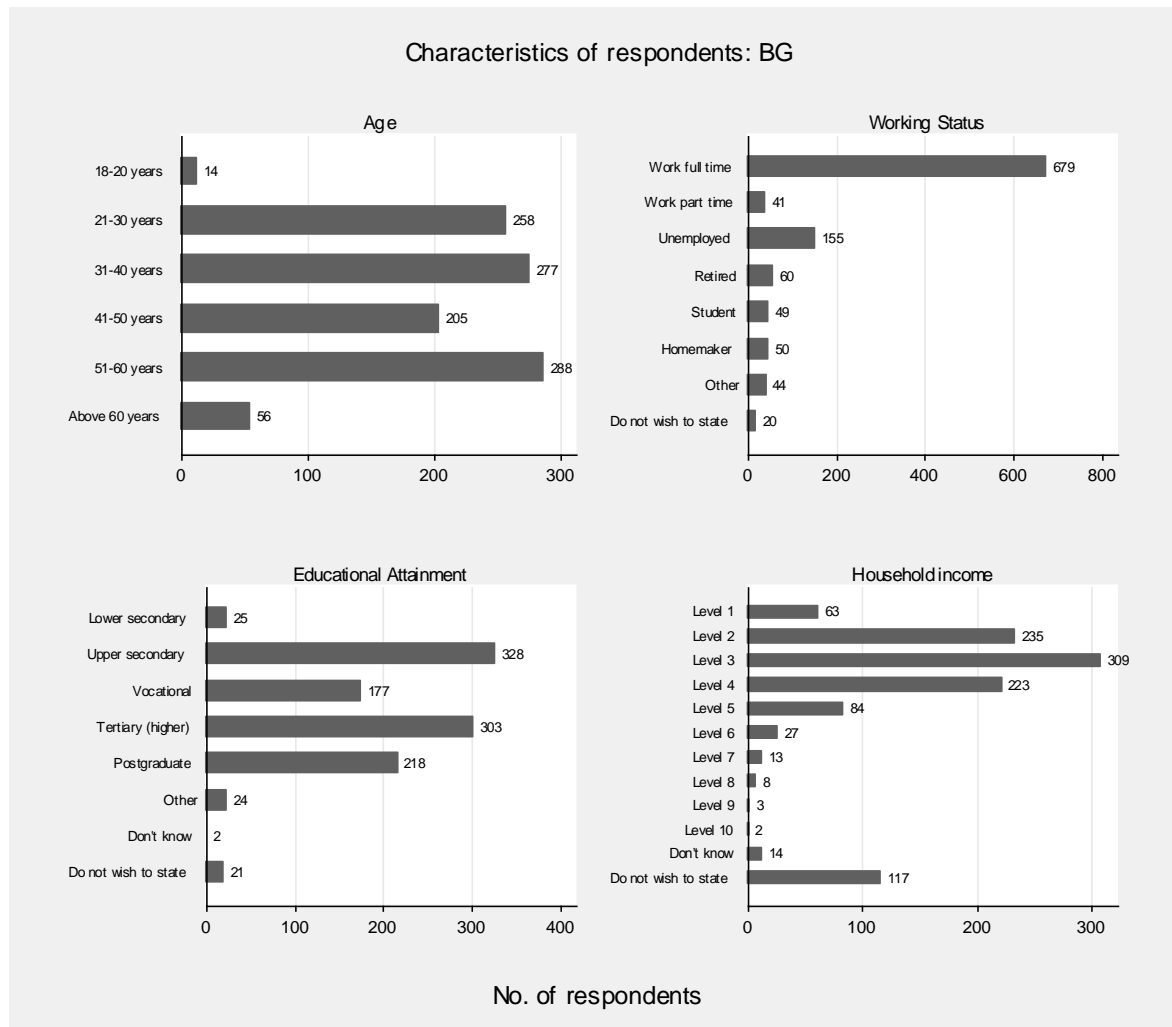 Characteristics of respondents: BG
Age
18-20 years 14
21-30 years 258
31-40 years 277
41-50 years 205
51-60 years 288
Above 60 years 56
0 100 200 300
Working Status
Work full time 679
Work part time 41
Unemployed 155
Retired 60
Student 49
Homemaker 50
Other 44
Do not wish to state 20
0 200 400 600 800
Educational Attainment
Lower secondary 25
Upper secondary 328
Vocational 177
Tertiary (higher) 303
Postgraduate 218
Other 24
Don't know 2
Do not wish to state 21
0 100 200 300 400
Household income
Level 1 63
Level 2 235
Level 3 309
Level 4 223
Level 5 84
Level 6 27
Level 7 13
Level 8 8
Level 9 3
Level 10 2
Don't know 14
Do not wish to state 117
0 100 200 300
No. of respondents